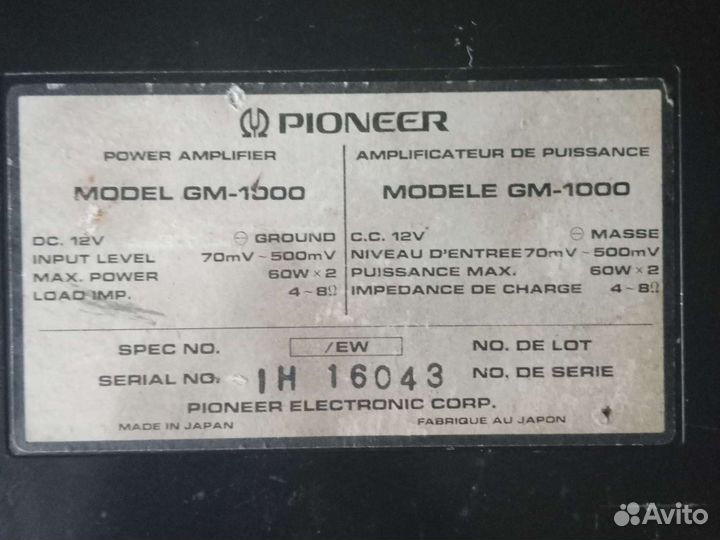 PIONEER
POWER AMPLIFIER
MODEL GM-1000
DC. 12V ⊖ GROUND
INPUT LEVEL 70mV ~ 500mV
MAX. POWER 60W × 2
LOAD IMP. 4 ~ 8Ω
AMPLIFICATEUR DE PUISSANCE
MODELE GM-1000
C.C. 12V ⊖ MASSE
NIVEAU D'ENTREE 70mV ~ 500mV
PUISSANCE MAX. 60W × 2
IMPEDANCE DE CHARGE 4 ~ 8Ω
SPEC NO. /EW NO. DE LOT
SERIAL NO. IH 16043 NO. DE SERIE
PIONEER ELECTRONIC CORP.
MADE IN JAPAN FABRIQUE AU JAPON
Avito